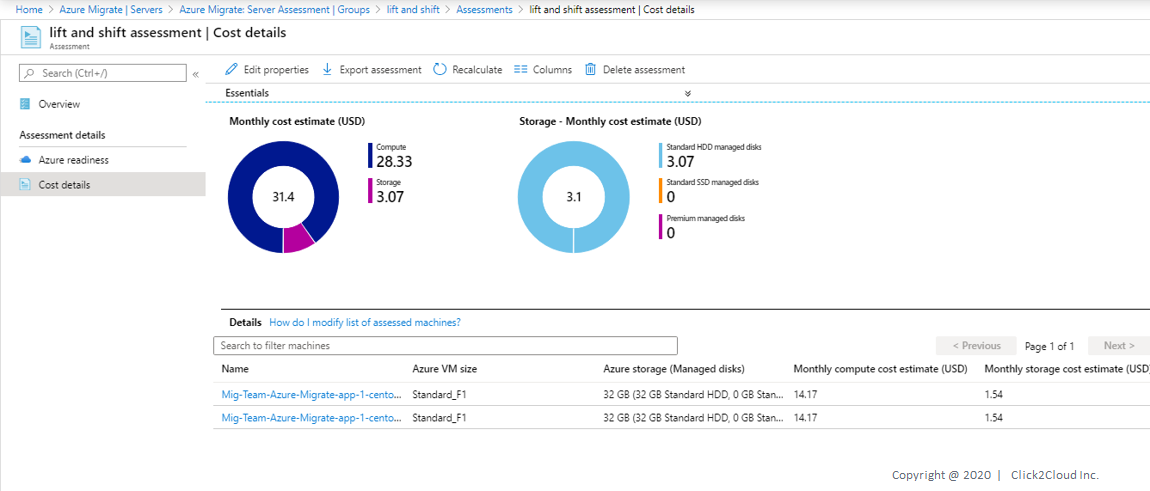 Home > Azure Migrate | Servers > Azure Migrate: Server Assessment | Groups > lift and shift > Assessments > lift and shift assessment | Cost details
lift and shift assessment | Cost details
Assessment
Search (Ctrl+/)
«
Edit properties
Export assessment
Recalculate
Columns
Delete assessment
Essentials
Overview
Assessment details
Azure readiness
Cost details
Monthly cost estimate (USD)
31.4
Compute
28.33
Storage
3.07
Storage - Monthly cost estimate (USD)
3.1
Standard HDD managed disks
3.07
Standard SSD managed disks
0
Premium managed disks
0
Details How do I modify list of assessed machines?
Search to filter machines
< Previous Page 1 of 1 Next >
Name Azure VM size Azure storage (Managed disks) Monthly compute cost estimate (USD) Monthly storage cost estimate (USD)
Mig-Team-Azure-Migrate-app-1-cento... Standard_F1 32 GB (32 GB Standard HDD, 0 GB Stan... 14.17 1.54
Mig-Team-Azure-Migrate-app-1-cento... Standard_F1 32 GB (32 GB Standard HDD, 0 GB Stan... 14.17 1.54
Copyright @ 2020 | Click2Cloud Inc.